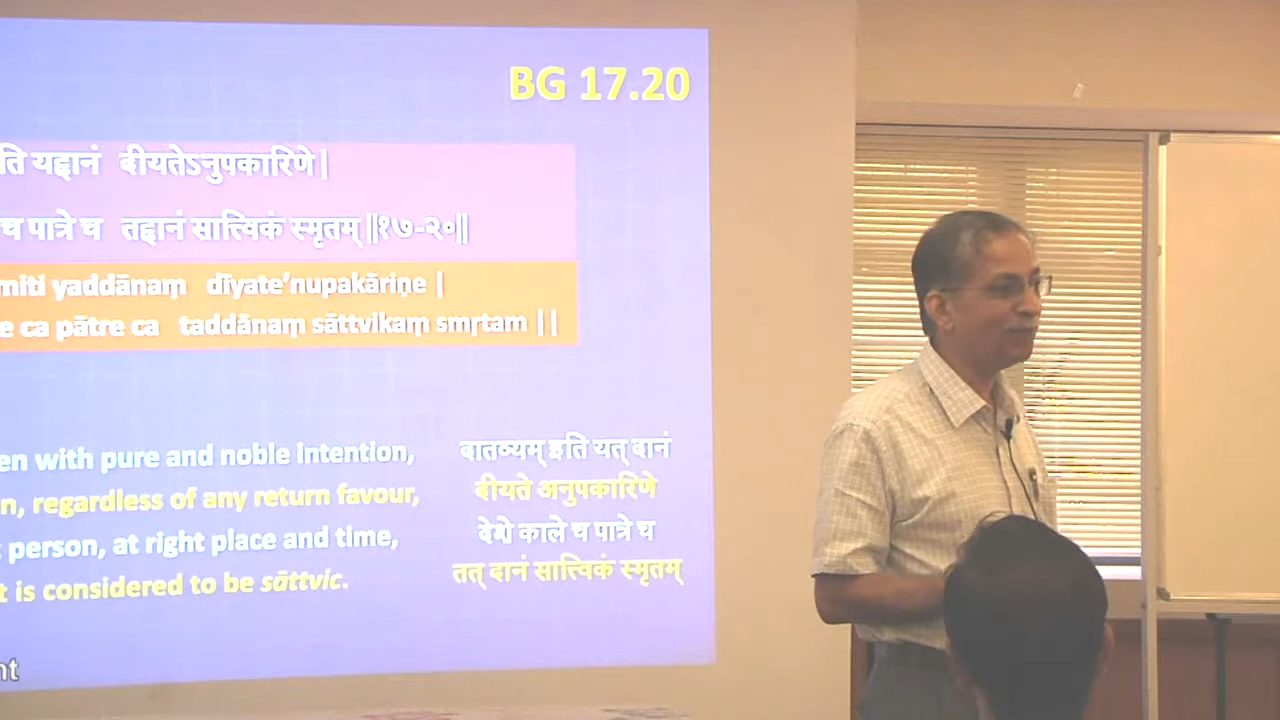 BG 17.20
ति यद्दानं दीयतेऽनुपकारिणे|
च पात्रे च तद्दानं सात्त्विकं स्मृतम्||१७-२०||
miti yaddānaṃ dīyate’nupakāriṇe |
e ca pātre ca taddānaṃ sāttvikaṃ smṛtam ||
en with pure and noble intention,
n, regardless of any return favour,
t person, at right place and time,
t is considered to be sāttvic.
दातव्यम् इति यत् दानं
दीयते अनुपकारिणे
देशे काले च पात्रे च
तत् दानं सात्त्विकं स्मृतम्
nt